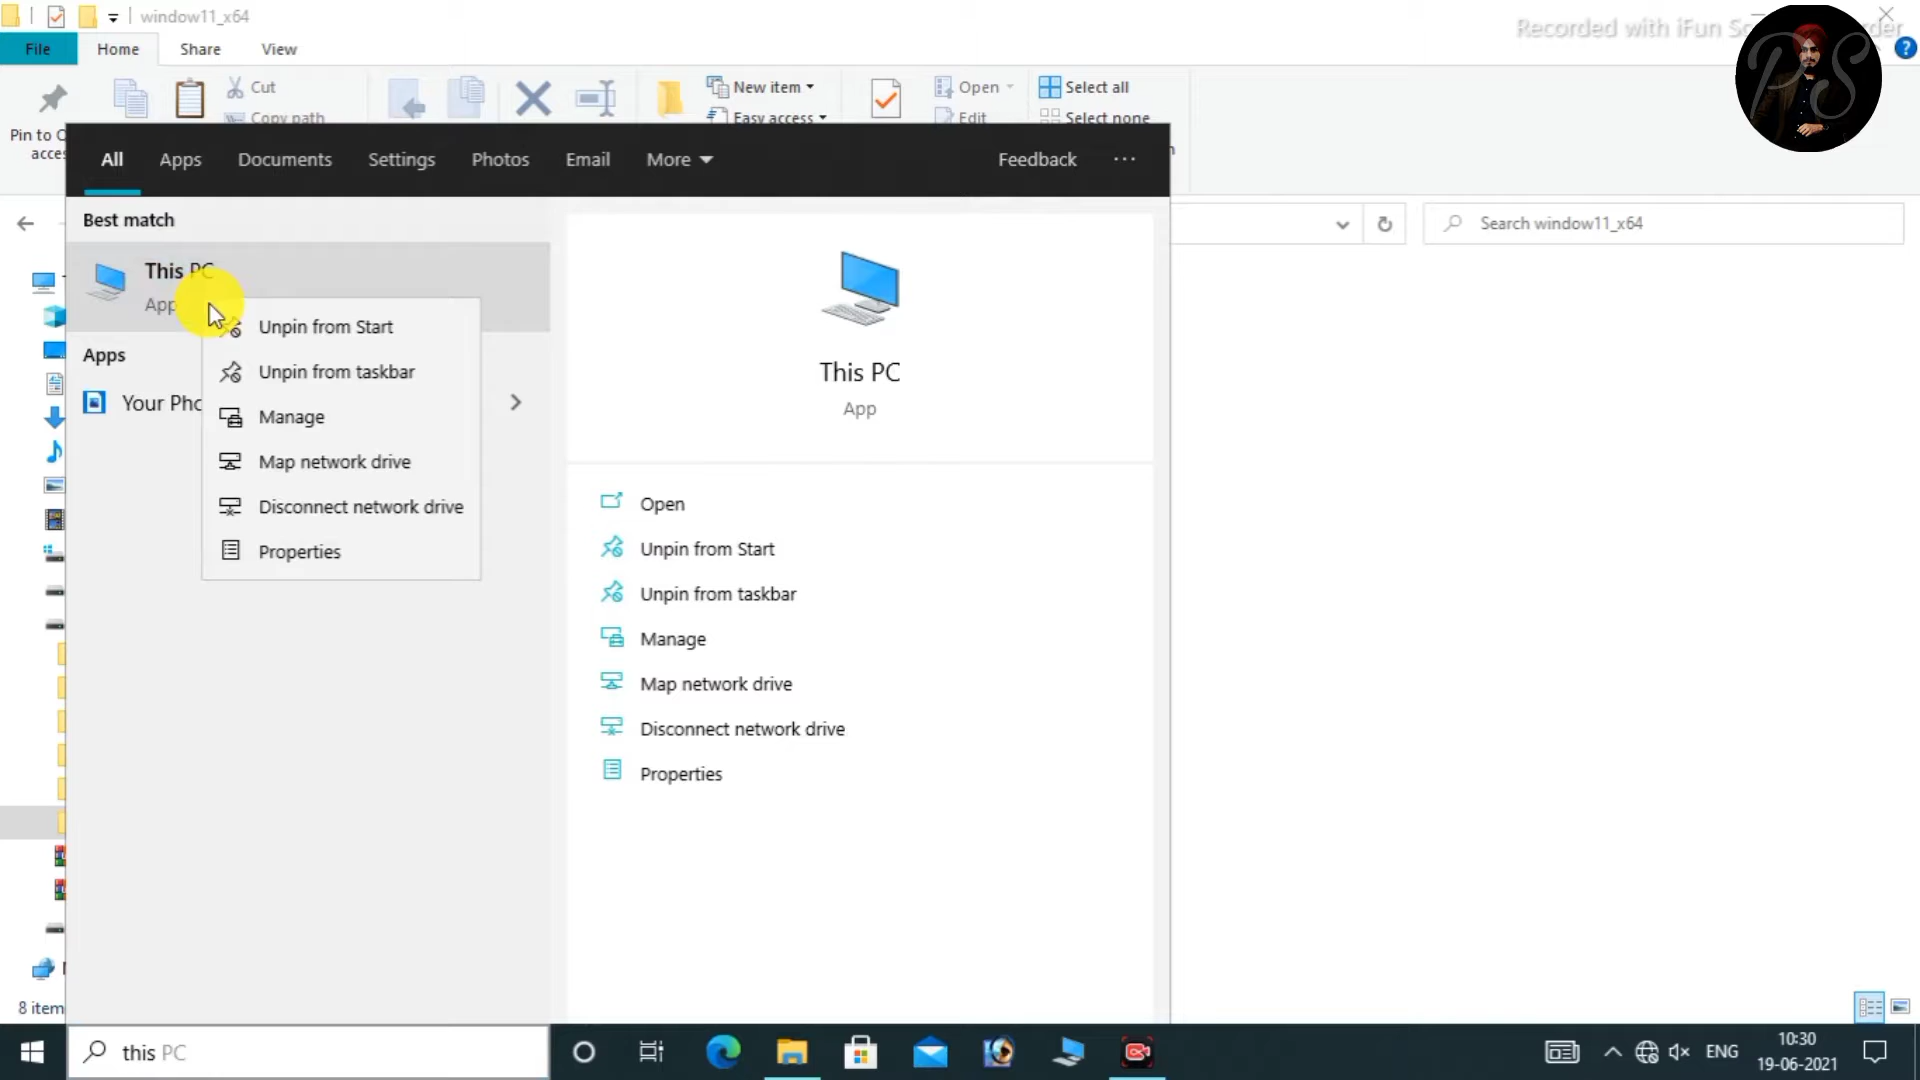 window11_x64
Recorded with iFun
File Home Share View
Cut
Copy path
New item
Easy access
Open
Edit
Select all
Select none
Pin to
PS
All Apps Documents Settings Photos Email More Feedback ...
Best match
This PC
App
Apps
Your
Unpin from Start
Unpin from taskbar
Manage
Map network drive
Disconnect network drive
Properties
This PC
App
Open
Unpin from Start
Unpin from taskbar
Manage
Map network drive
Disconnect network drive
Properties
Search window11_x64
8
this PC
ENG
10:30
19-06-2021